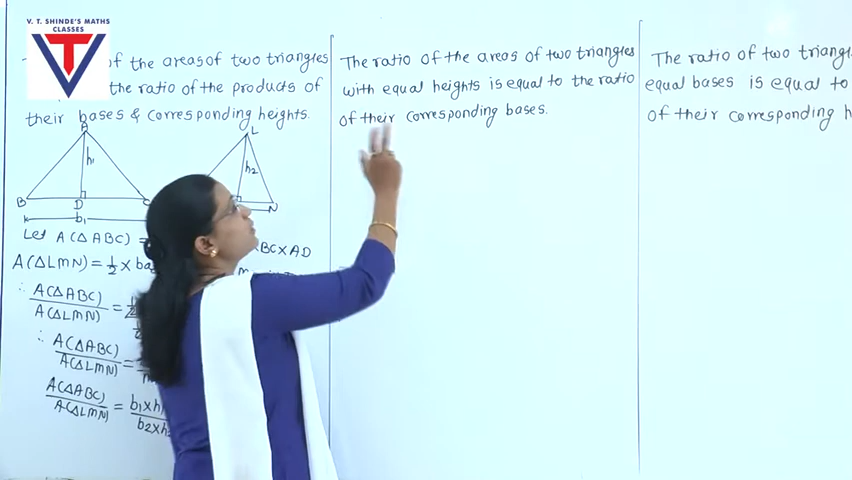 V. T. SHINDE'S MATHS
CLASSES
VT
of the areas of two triangles
the ratio of the products of
their bases & corresponding heights.
A
h1
B
D
C
b1
L
h2
N
Let A(△ABC) =
BC × AD
A(△LMN) = 1/2 ×
∴ A(△ABC)/A(△LMN) =
∴ A(△ABC)/A(△LMN) =
A(△ABC)/A(△LMN) = b1×h1/b2×h2
The ratio of the areas of two triangles
with equal heights is equal to the ratio
of their corresponding bases.
The ratio of two
equal bases is equal to
of their corresponding